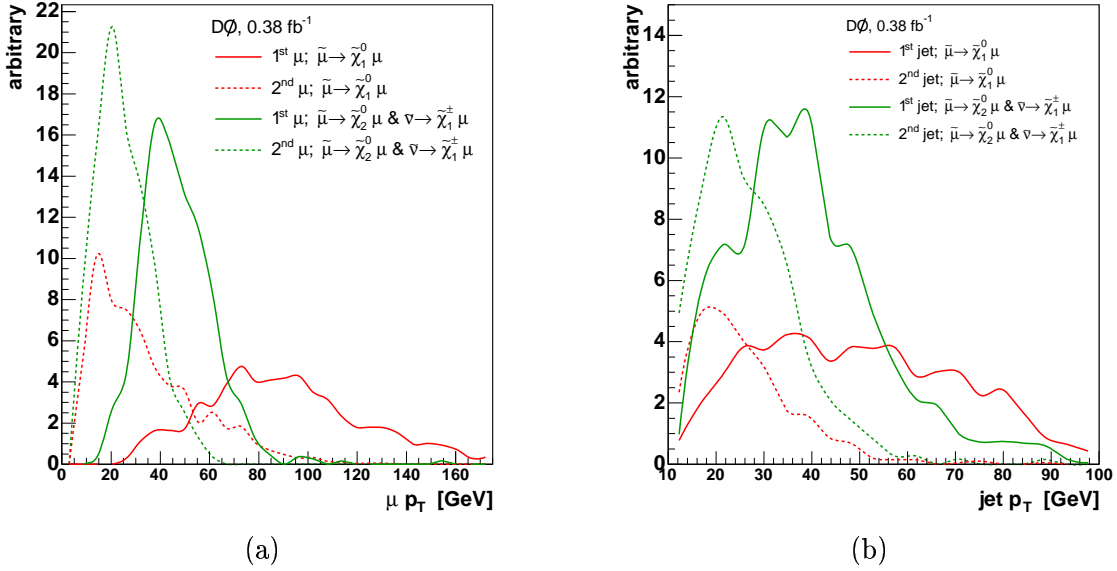 arbitrary
DØ, 0.38 fb⁻¹
1ˢᵗ μ; μ̃→ χ̃₁⁰ μ
2ⁿᵈ μ; μ̃→ χ̃₁⁰ μ
1ˢᵗ μ; μ̃→ χ̃₂⁰ μ & ṽ→ χ̃₁± μ
2ⁿᵈ μ; μ̃→ χ̃₂⁰ μ & ṽ→ χ̃₁± μ
22
20
18
16
14
12
10
8
6
4
2
0
0 20 40 60 80 100 120 140 160
μ p_T [GeV]
(a)
arbitrary
DØ, 0.38 fb⁻¹
1ˢᵗ jet; μ̃→ χ̃₁⁰ μ
2ⁿᵈ jet; μ̃→ χ̃₁⁰ μ
1ˢᵗ jet; μ̃→ χ̃₂⁰ μ & ṽ→ χ̃₁± μ
2ⁿᵈ jet; μ̃→ χ̃₂⁰ μ & ṽ→ χ̃₁± μ
14
12
10
8
6
4
2
0
10 20 30 40 50 60 70 80 90 100
jet p_T [GeV]
(b)